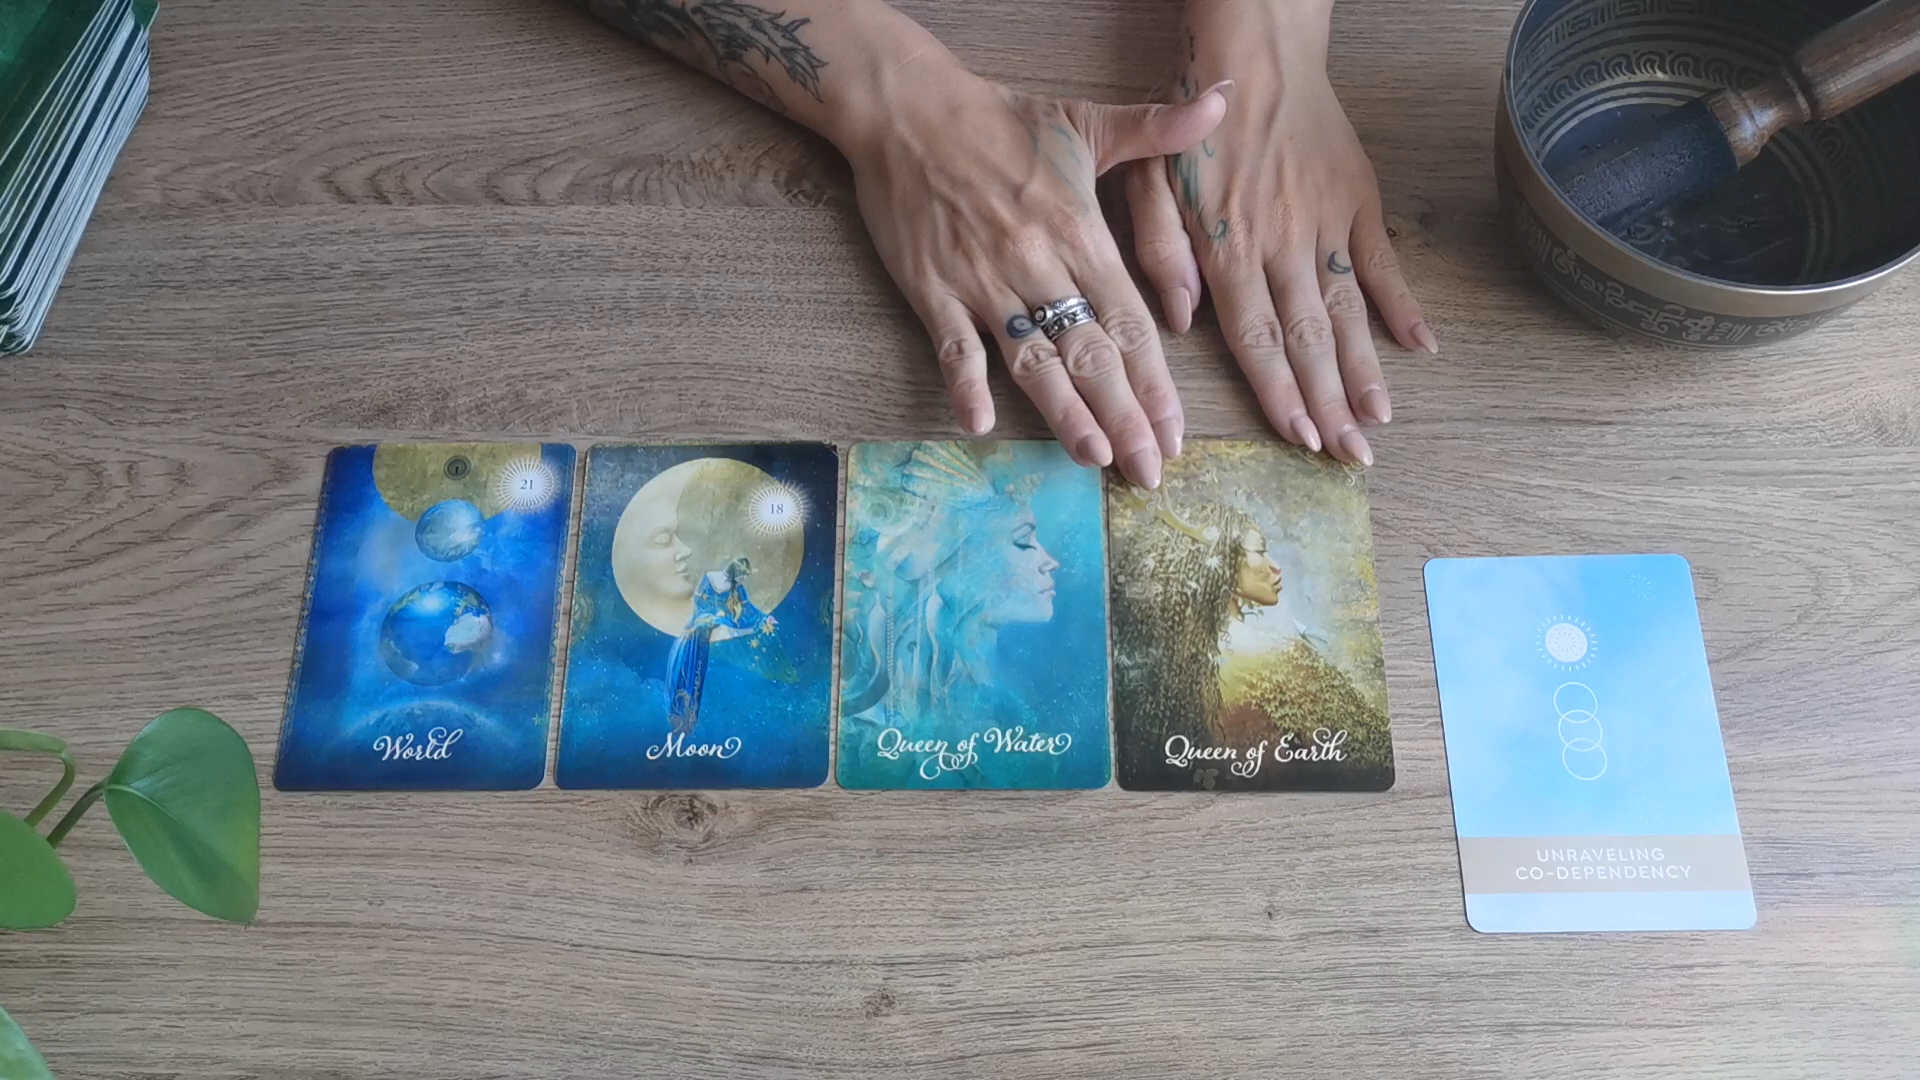 21
World
18
Moon
Queen of Water
Queen of Earth
UNRAVELING
CO-DEPENDENCY